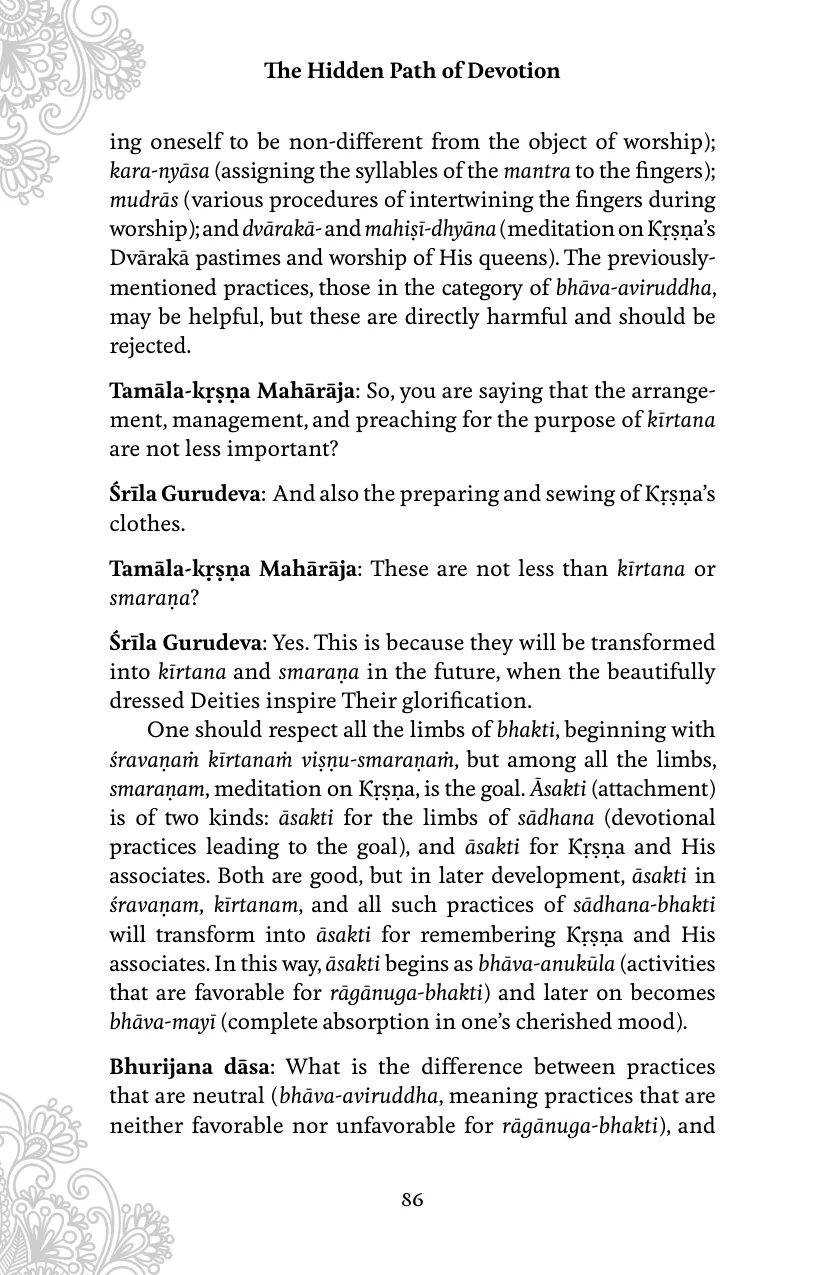 The Hidden Path of Devotion
ing oneself to be non-different from the object of worship);
kara-nyāsa (assigning the syllables of the mantra to the fingers);
mudrās (various procedures of intertwining the fingers during
worship); and dvārakā- and mahiṣī-dhyāna (meditation on Kṛṣṇa’s
Dvārakā pastimes and worship of His queens). The previously-
mentioned practices, those in the category of bhāva-aviruddha,
may be helpful, but these are directly harmful and should be
rejected.
Tamāla-kṛṣṇa Mahārāja: So, you are saying that the arrange-
ment, management, and preaching for the purpose of kīrtana
are not less important?
Śrīla Gurudeva: And also the preparing and sewing of Kṛṣṇa’s
clothes.
Tamāla-kṛṣṇa Mahārāja: These are not less than kīrtana or
smaraṇa?
Śrīla Gurudeva: Yes. This is because they will be transformed
into kīrtana and smaraṇa in the future, when the beautifully
dressed Deities inspire Their glorification.
One should respect all the limbs of bhakti, beginning with
śravaṇaṁ kīrtanaṁ viṣṇu-smaraṇaṁ, but among all the limbs,
smaraṇam, meditation on Kṛṣṇa, is the goal. Āsakti (attachment)
is of two kinds: āsakti for the limbs of sādhana (devotional
practices leading to the goal), and āsakti for Kṛṣṇa and His
associates. Both are good, but in later development, āsakti in
śravaṇam, kīrtanam, and all such practices of sādhana-bhakti
will transform into āsakti for remembering Kṛṣṇa and His
associates. In this way, āsakti begins as bhāva-anukūla (activities
that are favorable for rāgānuga-bhakti) and later on becomes
bhāva-mayī (complete absorption in one’s cherished mood).
Bhurijana dāsa: What is the difference between practices
that are neutral (bhāva-aviruddha, meaning practices that are
neither favorable nor unfavorable for rāgānuga-bhakti), and
86